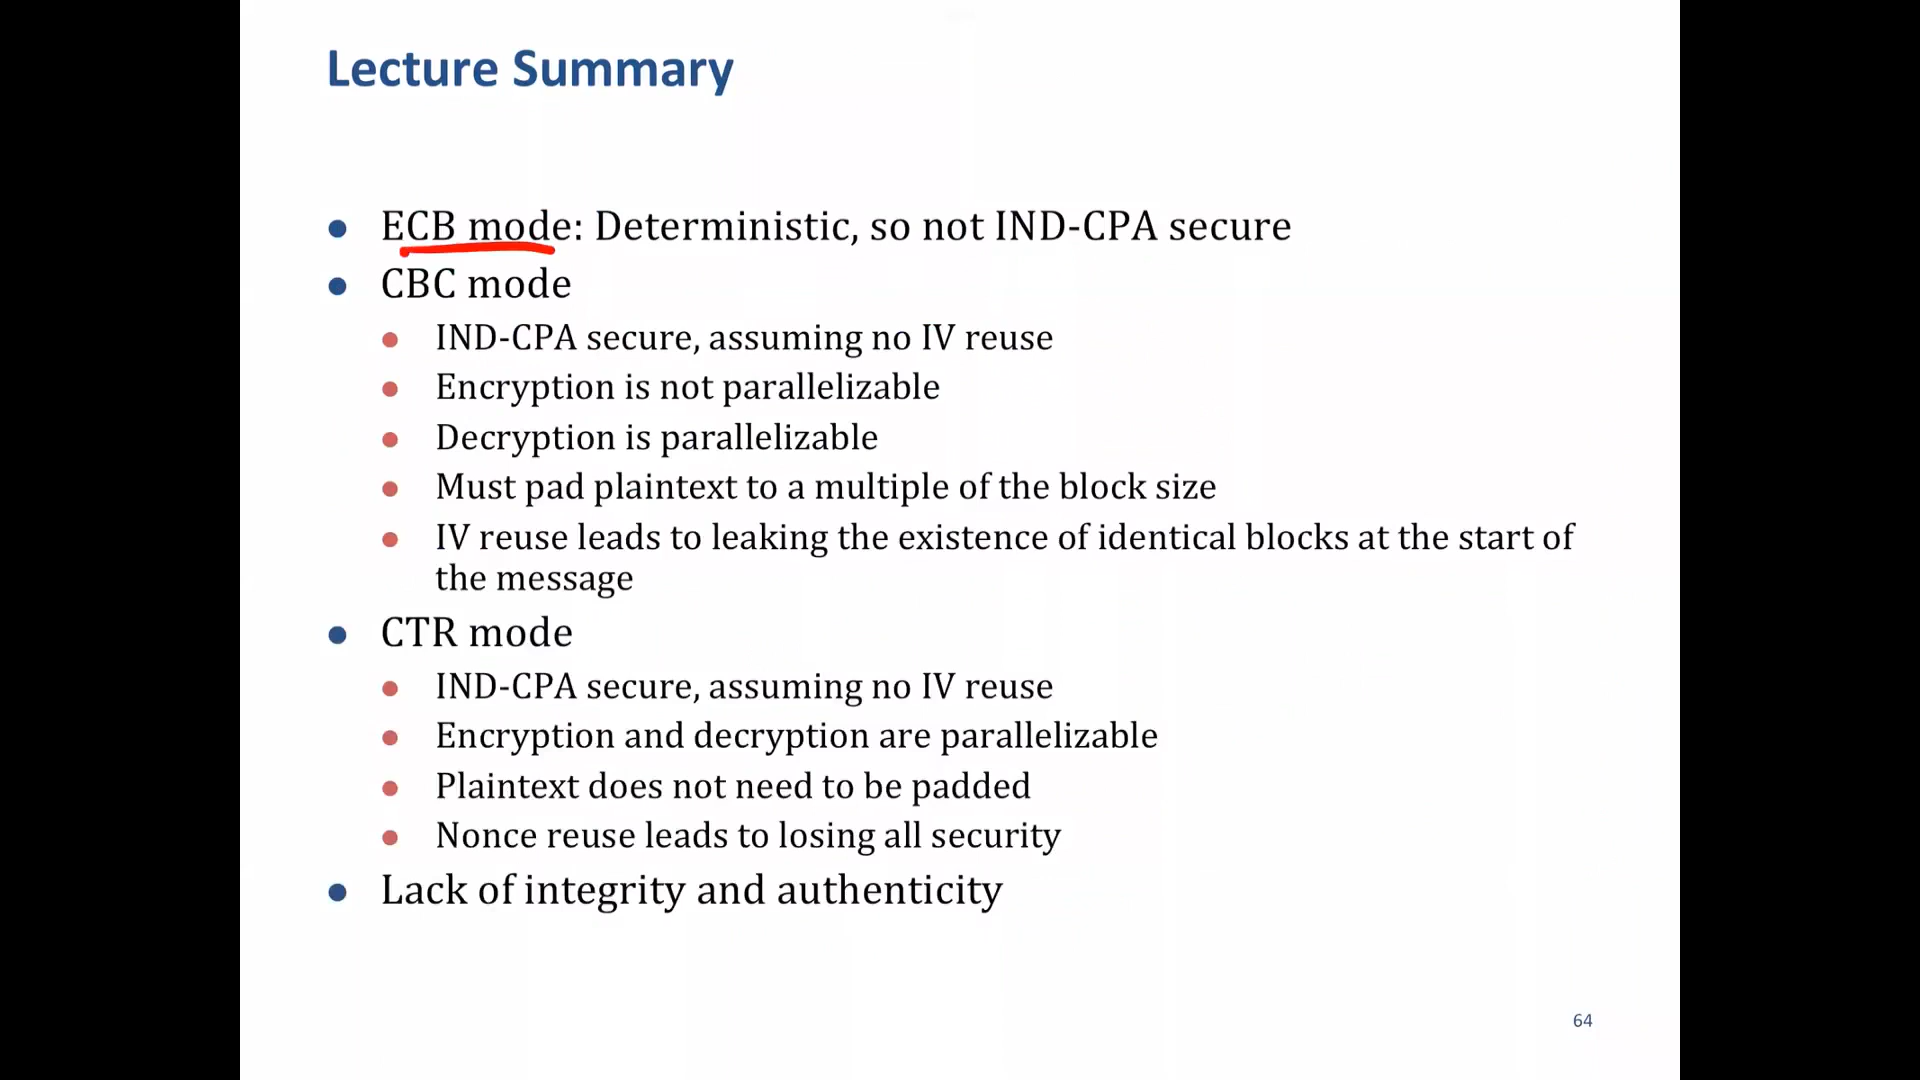 Lecture Summary
ECB mode: Deterministic, so not IND-CPA secure
CBC mode
IND-CPA secure, assuming no IV reuse
Encryption is not parallelizable
Decryption is parallelizable
Must pad plaintext to a multiple of the block size
IV reuse leads to leaking the existence of identical blocks at the start of
the message
CTR mode
IND-CPA secure, assuming no IV reuse
Encryption and decryption are parallelizable
Plaintext does not need to be padded
Nonce reuse leads to losing all security
Lack of integrity and authenticity
64